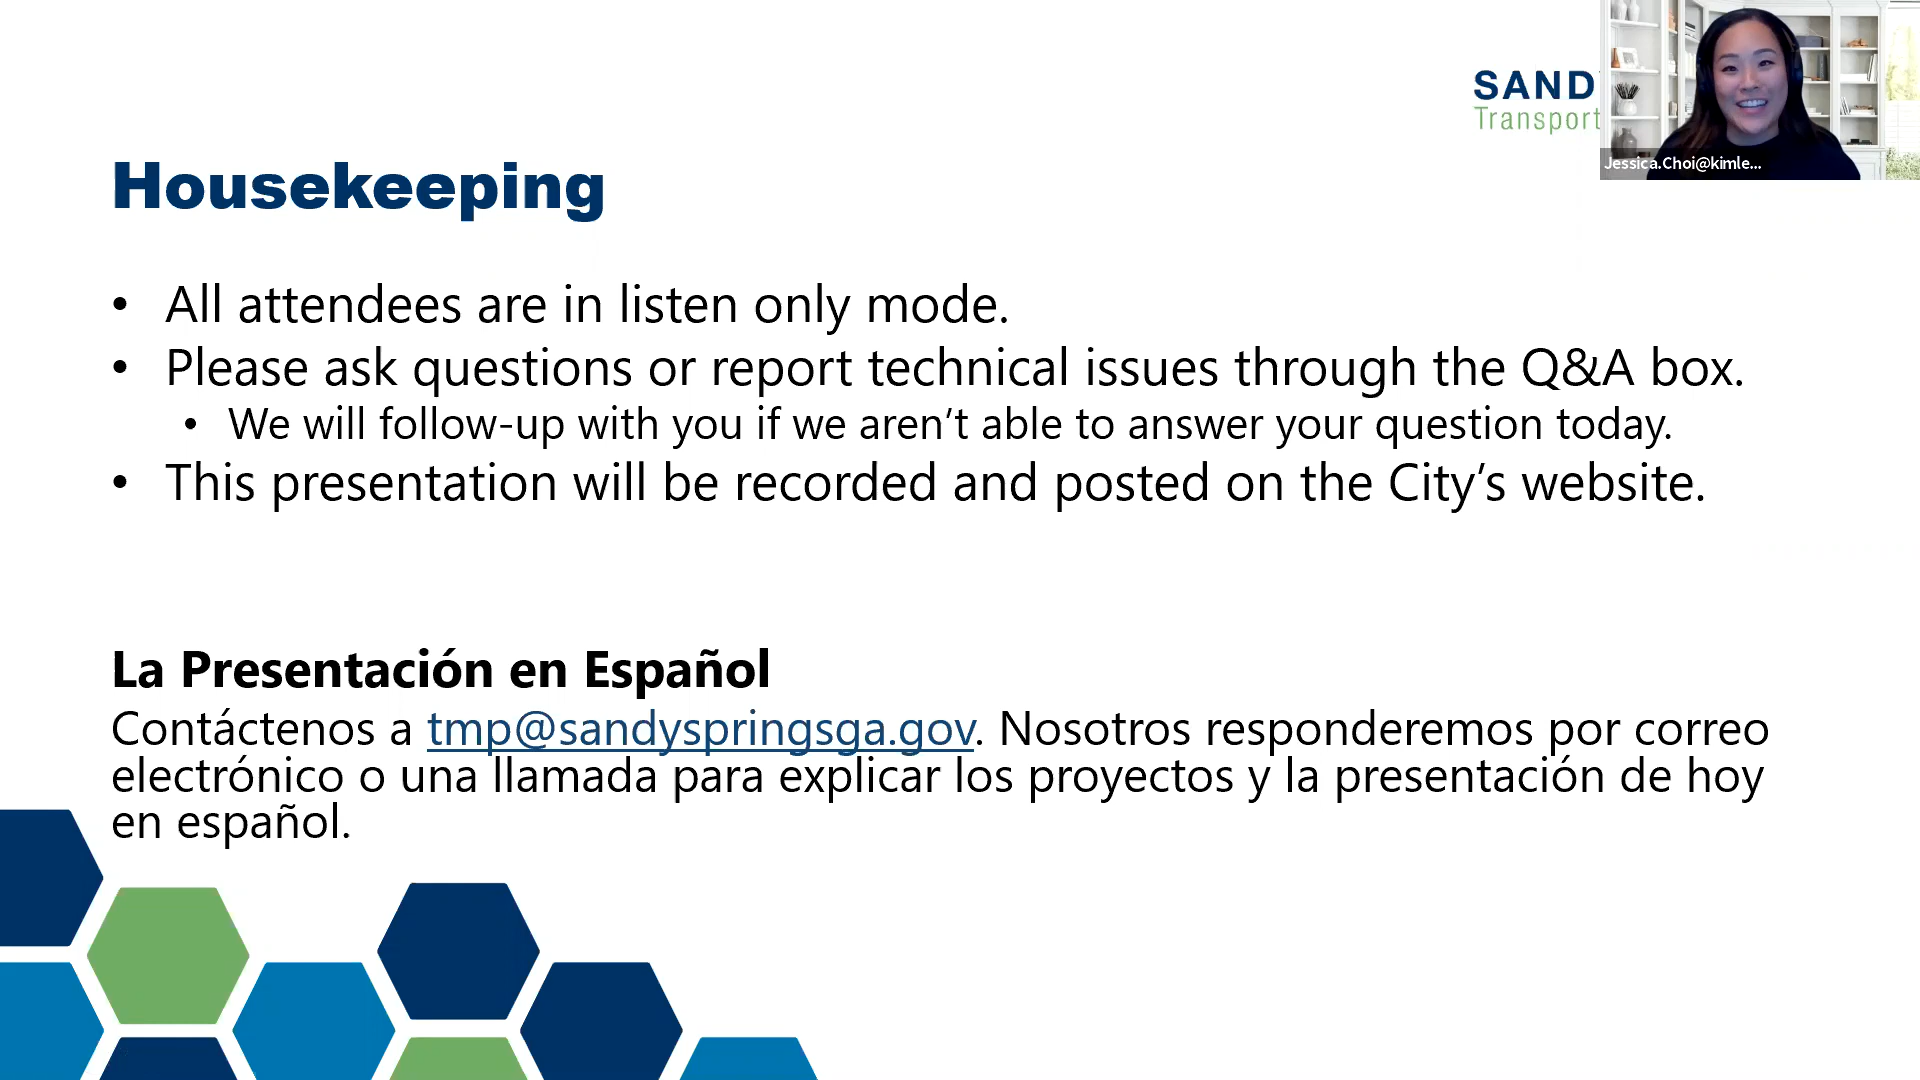 SAND
Transport
Jessica.Choi@kimle...
Housekeeping
• All attendees are in listen only mode.
• Please ask questions or report technical issues through the Q&A box.
• We will follow-up with you if we aren’t able to answer your question today.
• This presentation will be recorded and posted on the City’s website.
La Presentación en Español
Contáctenos a tmp@sandyspringsga.gov. Nosotros responderemos por correo
electrónico o una llamada para explicar los proyectos y la presentación de hoy
en español.